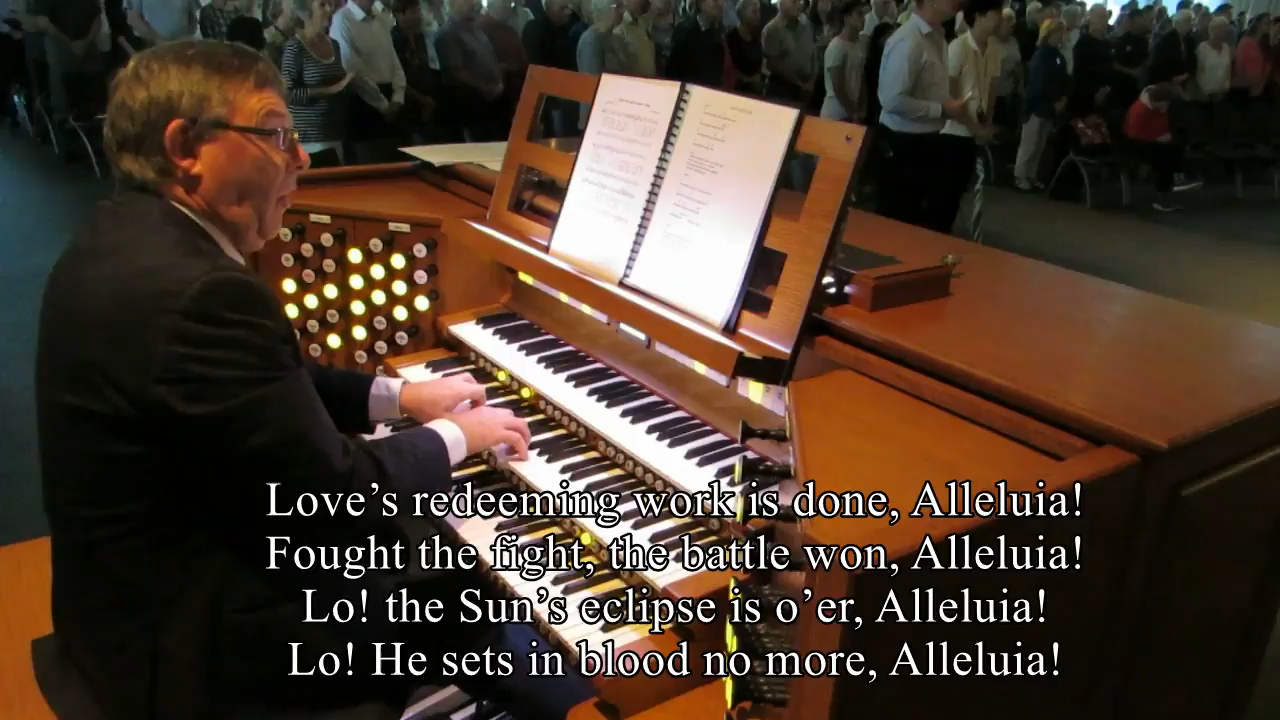 Love’s redeeming work is done, Alleluia!
Fought the fight, the battle won, Alleluia!
Lo! the Sun’s eclipse is o’er, Alleluia!
Lo! He sets in blood no more, Alleluia!